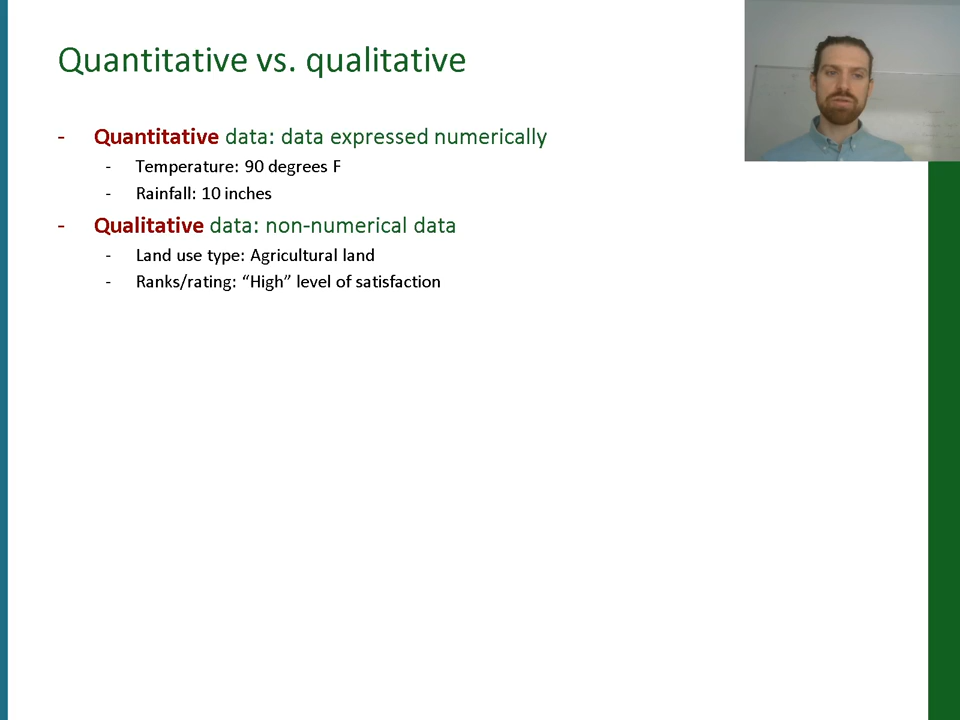 Quantitative vs. qualitative
- Quantitative data: data expressed numerically
- Temperature: 90 degrees F
- Rainfall: 10 inches
- Qualitative data: non-numerical data
- Land use type: Agricultural land
- Ranks/rating: “High” level of satisfaction